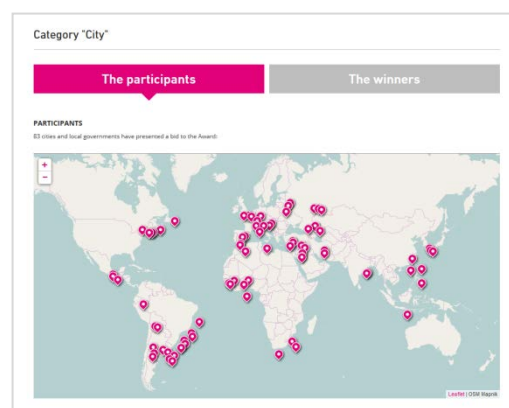 Category "City"
The participants
The winners
PARTICIPANTS
83 cities and local governments have presented a bid to the Award:
+
−
Leaflet | OSM Mapnik